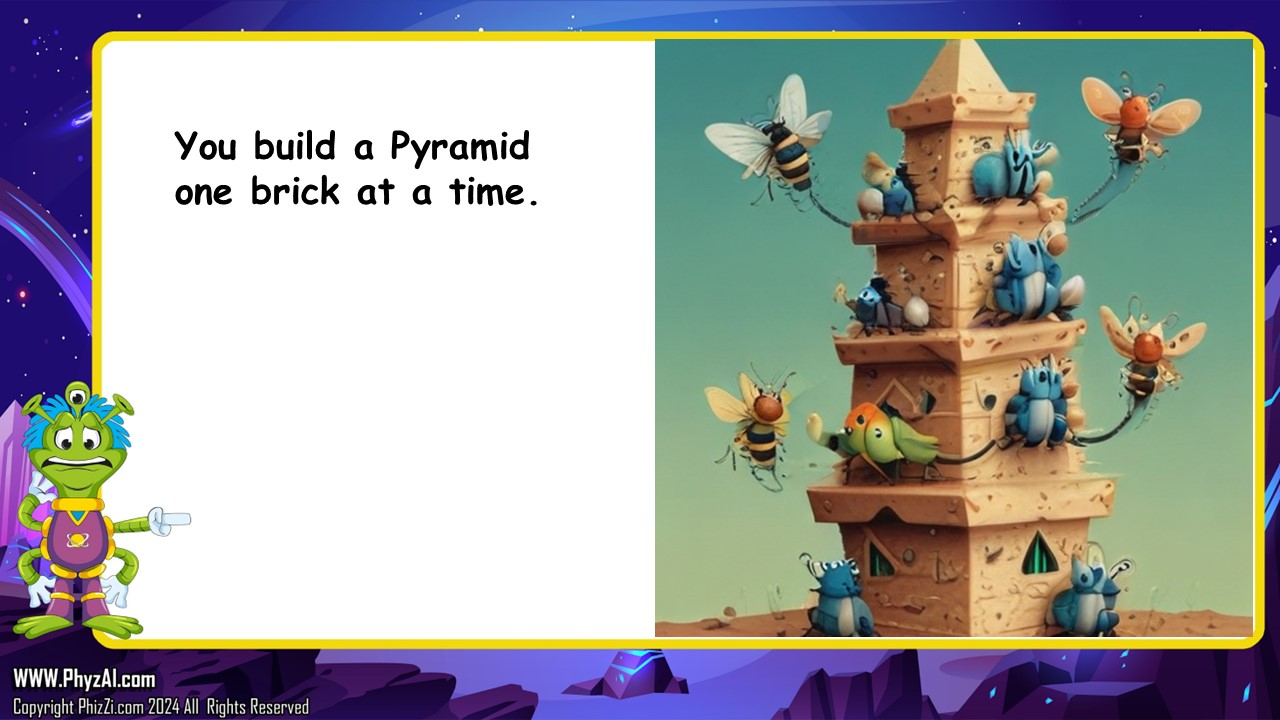 You build a Pyramid
one brick at a time.
WWW.PhyzAI.com
Copyright PhizZi.com 2024 All Rights Reserved